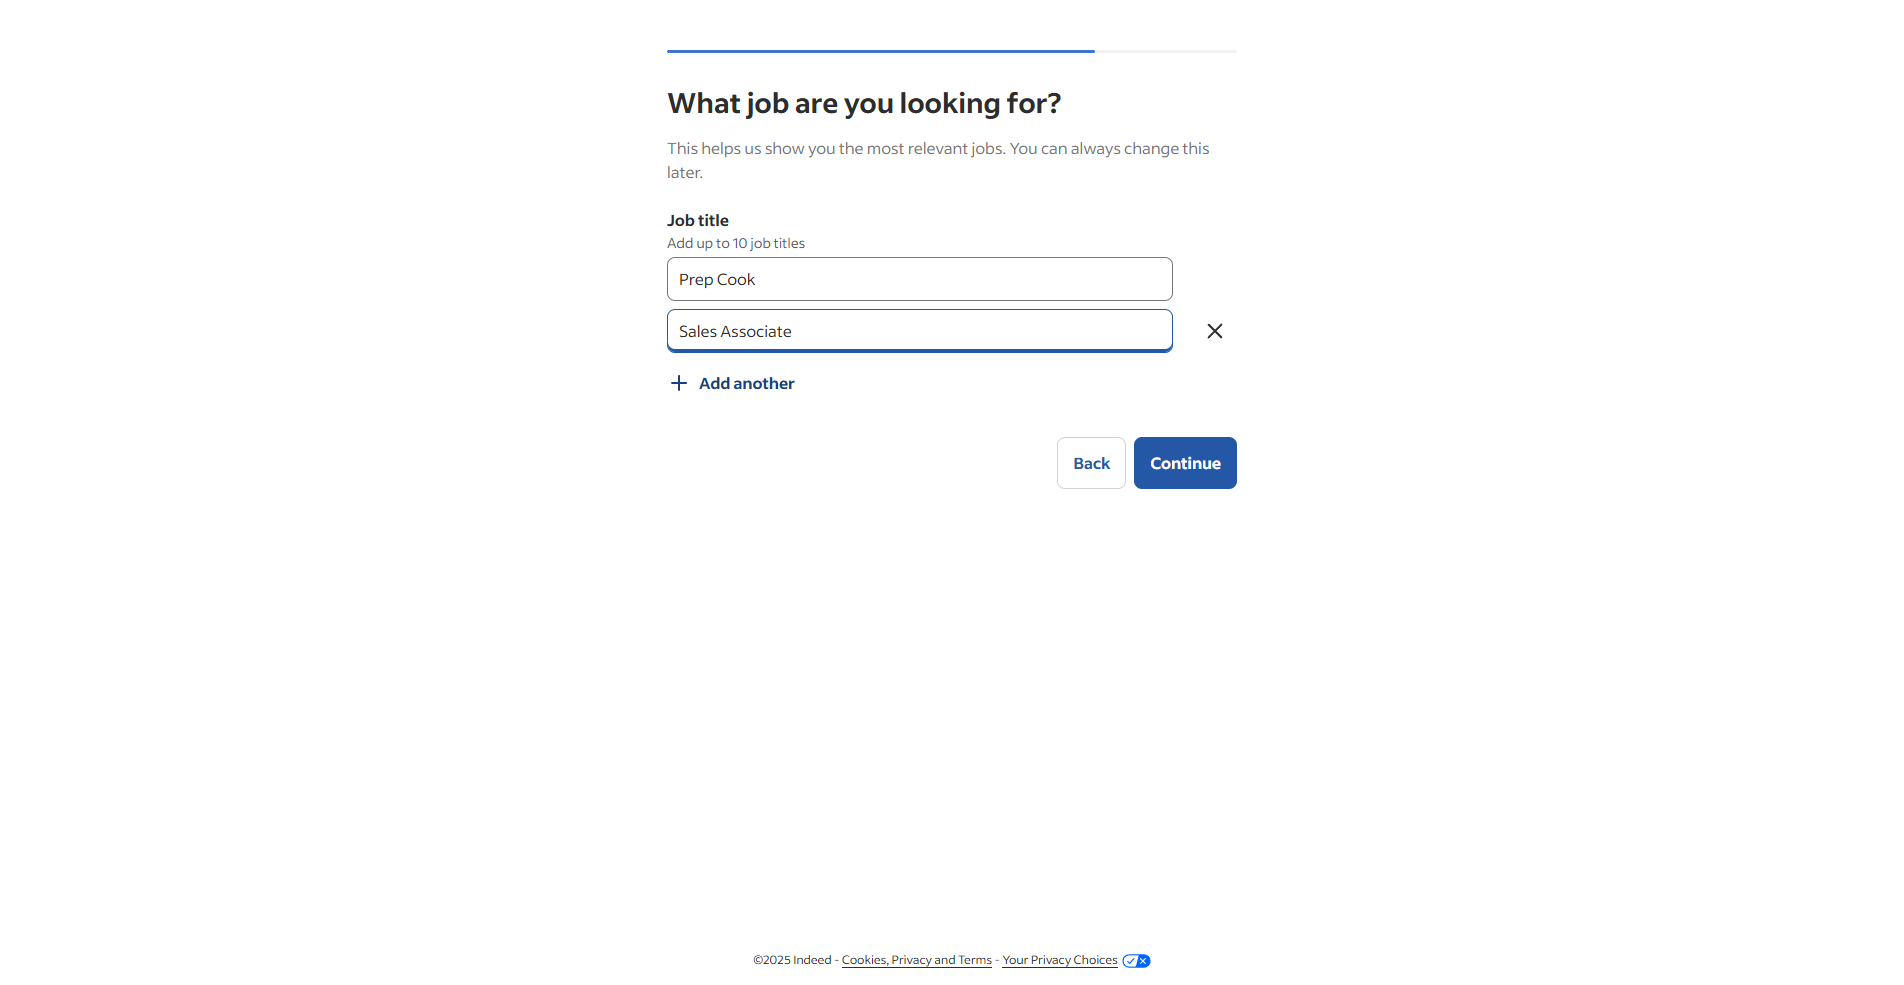 What job are you looking for?
This helps us show you the most relevant jobs. You can always change this
later.
Job title
Add up to 10 job titles
Prep Cook
Sales Associate
Add another
Back
Continue
©2025 Indeed - Cookies, Privacy and Terms - Your Privacy Choices